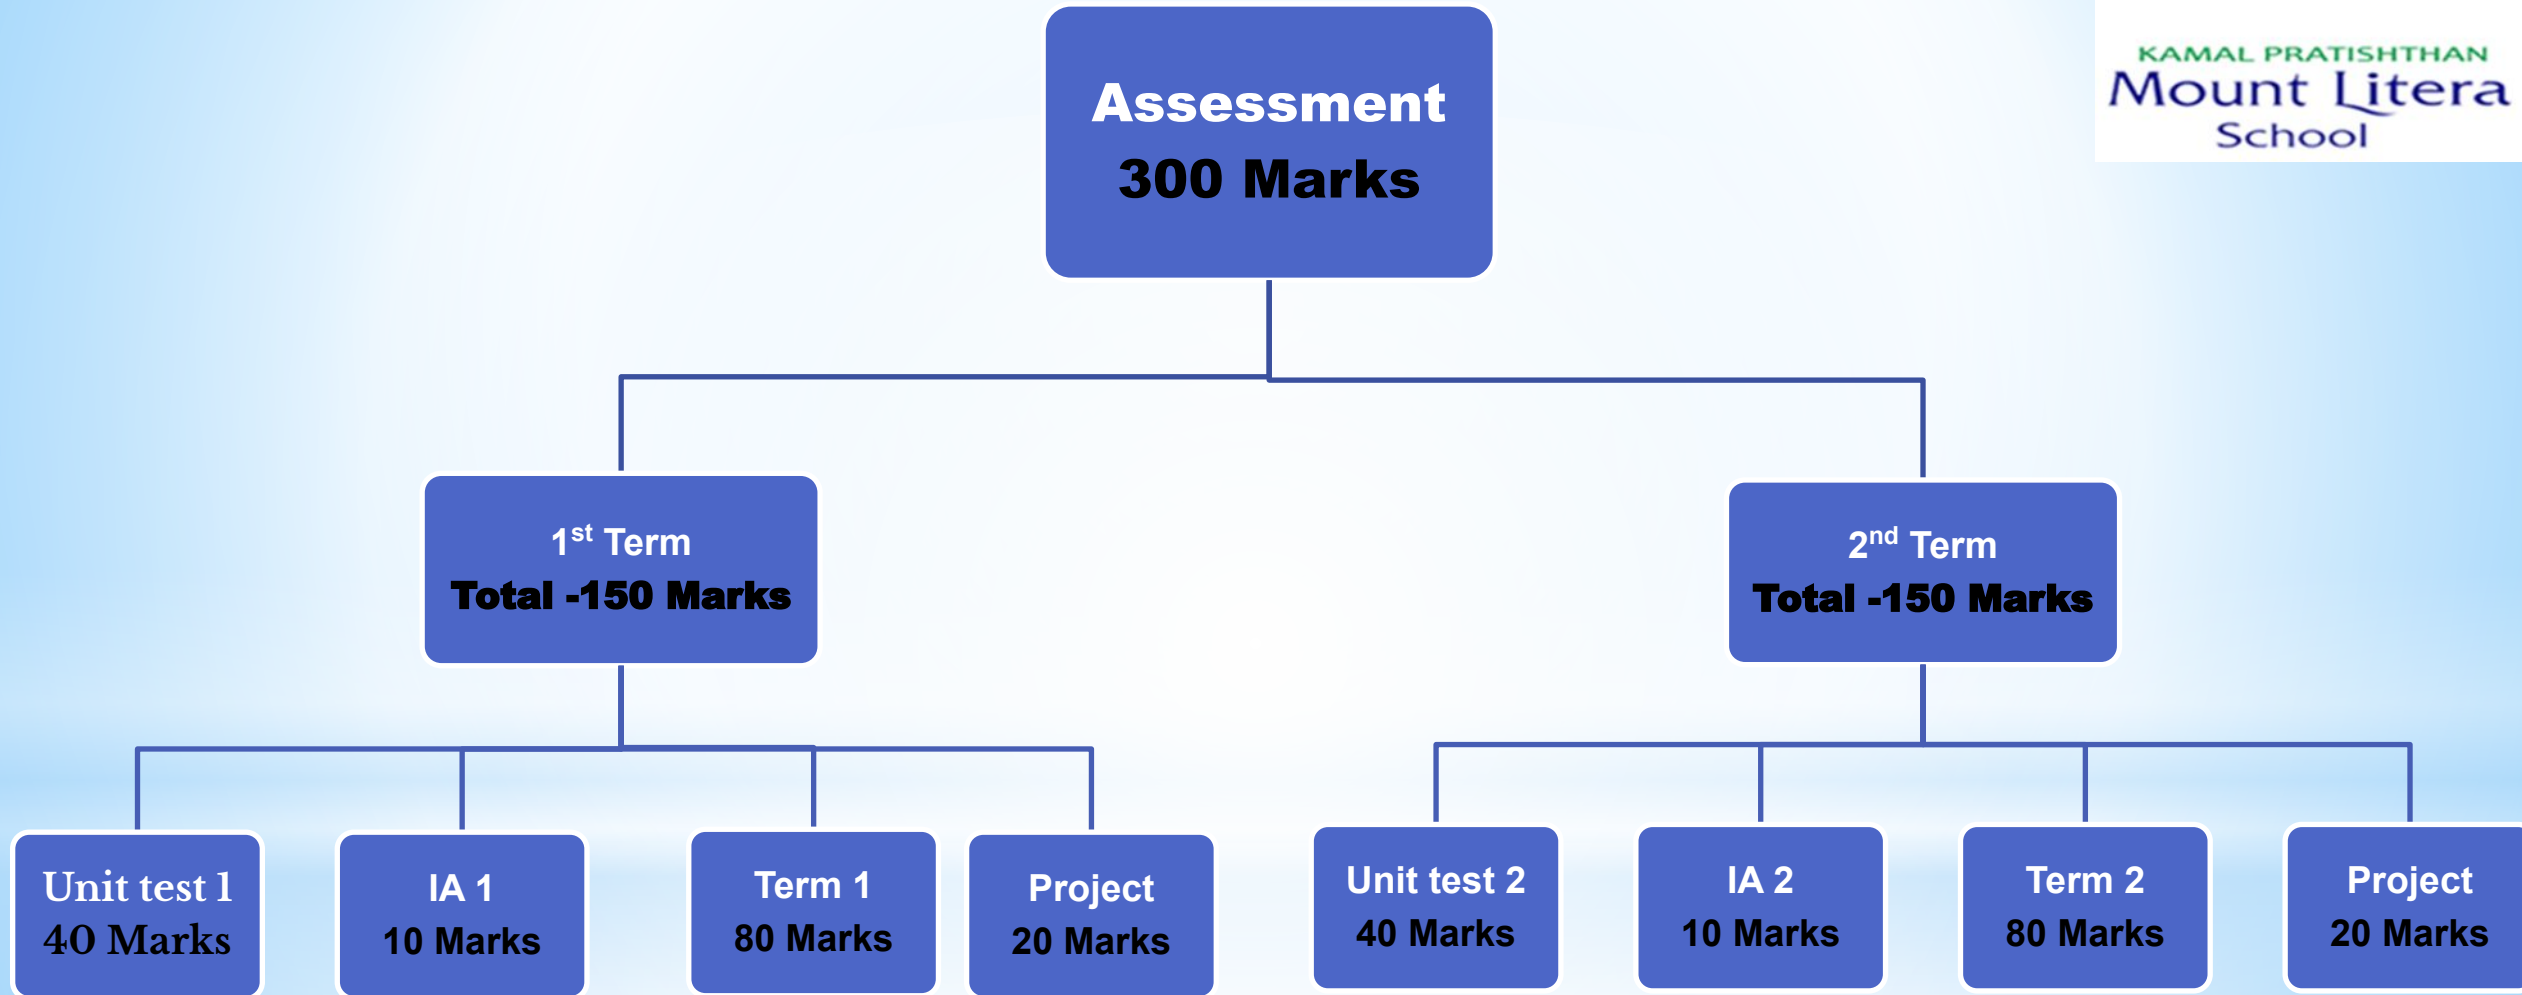 Assessment
300 Marks
KAMAL PRATISHTHAN
Mount Litera
School
1st Term
Total -150 Marks
2nd Term
Total -150 Marks
Unit test 1
40 Marks
IA 1
10 Marks
Term 1
80 Marks
Project
20 Marks
Unit test 2
40 Marks
IA 2
10 Marks
Term 2
80 Marks
Project
20 Marks